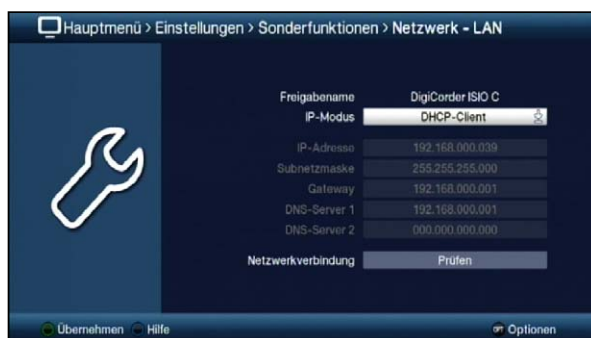 Hauptmenü > Einstellungen > Sonderfunktionen > Netzwerk - LAN
Freigabename DigiCorder ISIO C
IP-Modus DHCP-Client
IP-Adresse 192.168.000.039
Subnetzmaske 255.255.255.000
Gateway 192.168.000.001
DNS-Server 1 192.168.000.001
DNS-Server 2 000.000.000.000
Netzwerkverbindung Prüfen
Übernehmen Hilfe OPT Optionen